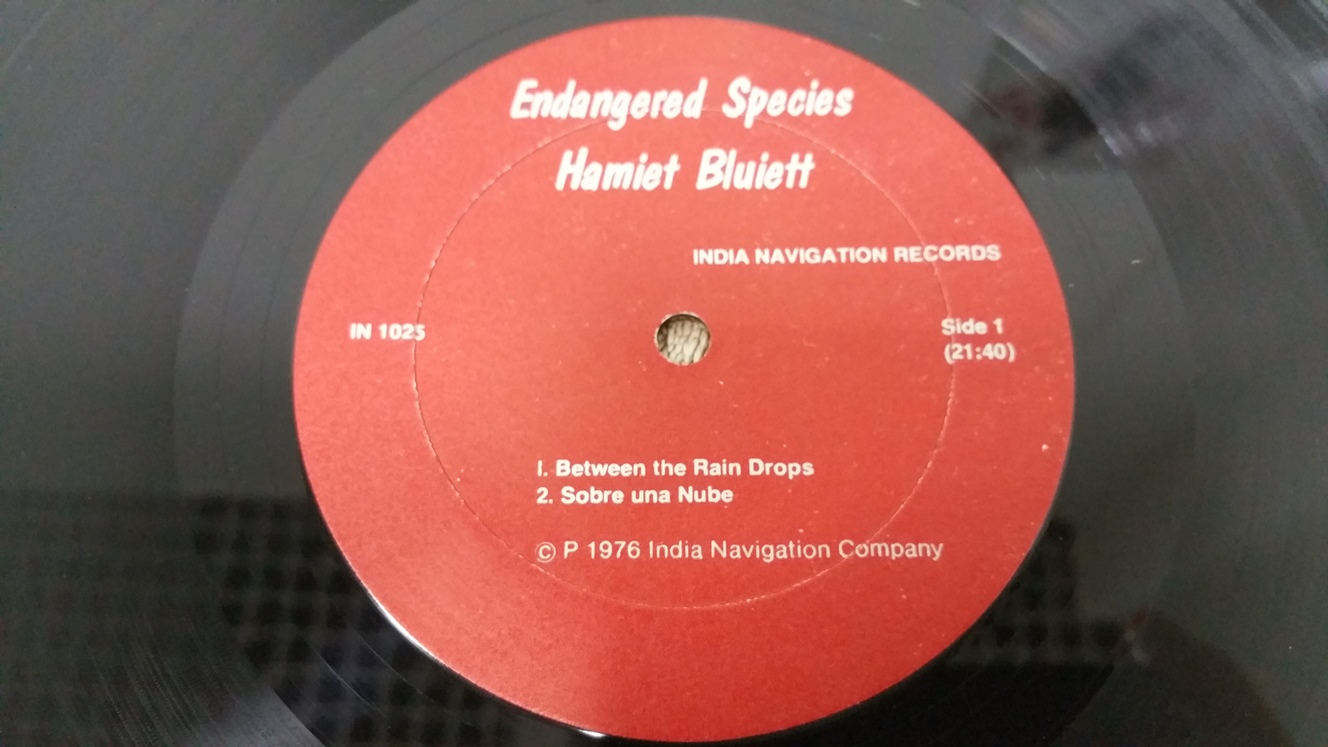 Endangered Species
Hamiet Bluiett
INDIA NAVIGATION RECORDS
IN 1025
Side 1
(21:40)
1. Between the Rain Drops
2. Sobre una Nube
© P 1976 India Navigation Company